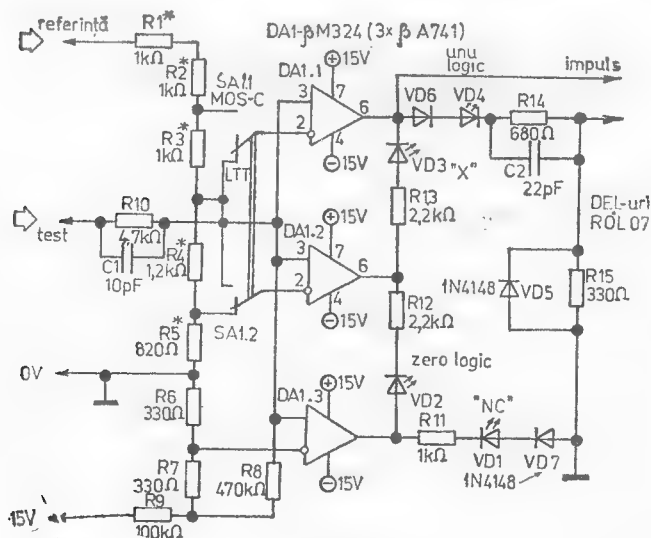 referință
R1*
1kΩ
R2*
1kΩ
SA1.1
MOS-C
R3*
1kΩ
LTT
DA1-βM324 (3x βA741)
DA1.1
15V
3
7
6
2
4
15V
unu
logic
impuls
VD6
VD4
R14
680Ω
C2
22pF
VD3 "X"
R13
2,2kΩ
DEL-uri
ROL 07
test
R10
4,7kΩ
C1
10pF
R4*
1,2kΩ
DA1.2
15V
3
7
6
2
4
15V
R12
2,2kΩ
1N4148
VD5
R15
330Ω
R5*
820Ω
SA1.2
zero logic
VD2
0V
R6
330Ω
DA1.3
15V
15V
R11
1kΩ
"NC"
VD1
VD7
1N4148
R7
330Ω
R8
470kΩ
R9
100kΩ
-15V